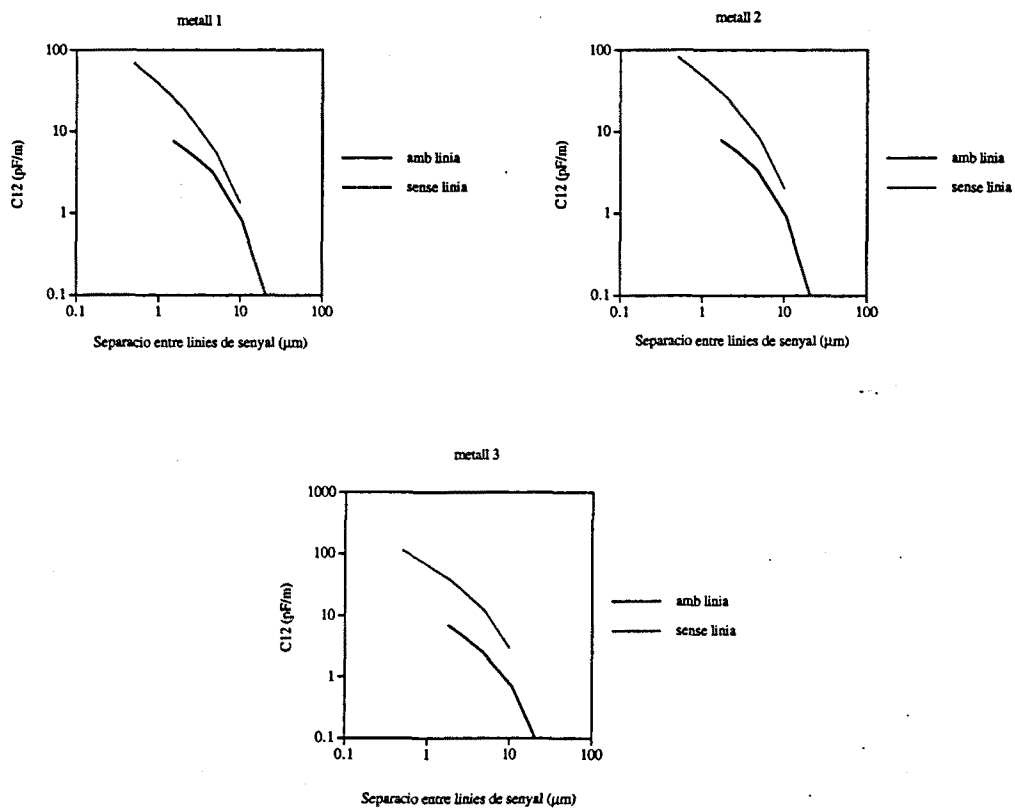 metall 1
100
10
1
0.1
C12 (pF/m)
0.1
1
10
100
Separacio entre linies de senyal (μm)
amb linia
sense linia
metall 2
100
10
1
0.1
C12 (pF/m)
0.1
1
10
100
Separacio entre linies de senyal (μm)
amb linia
sense linia
metall 3
1000
100
10
1
0.1
C12 (pF/m)
0.1
1
10
100
Separacio entre linies de senyal (μm)
amb linia
sense linia